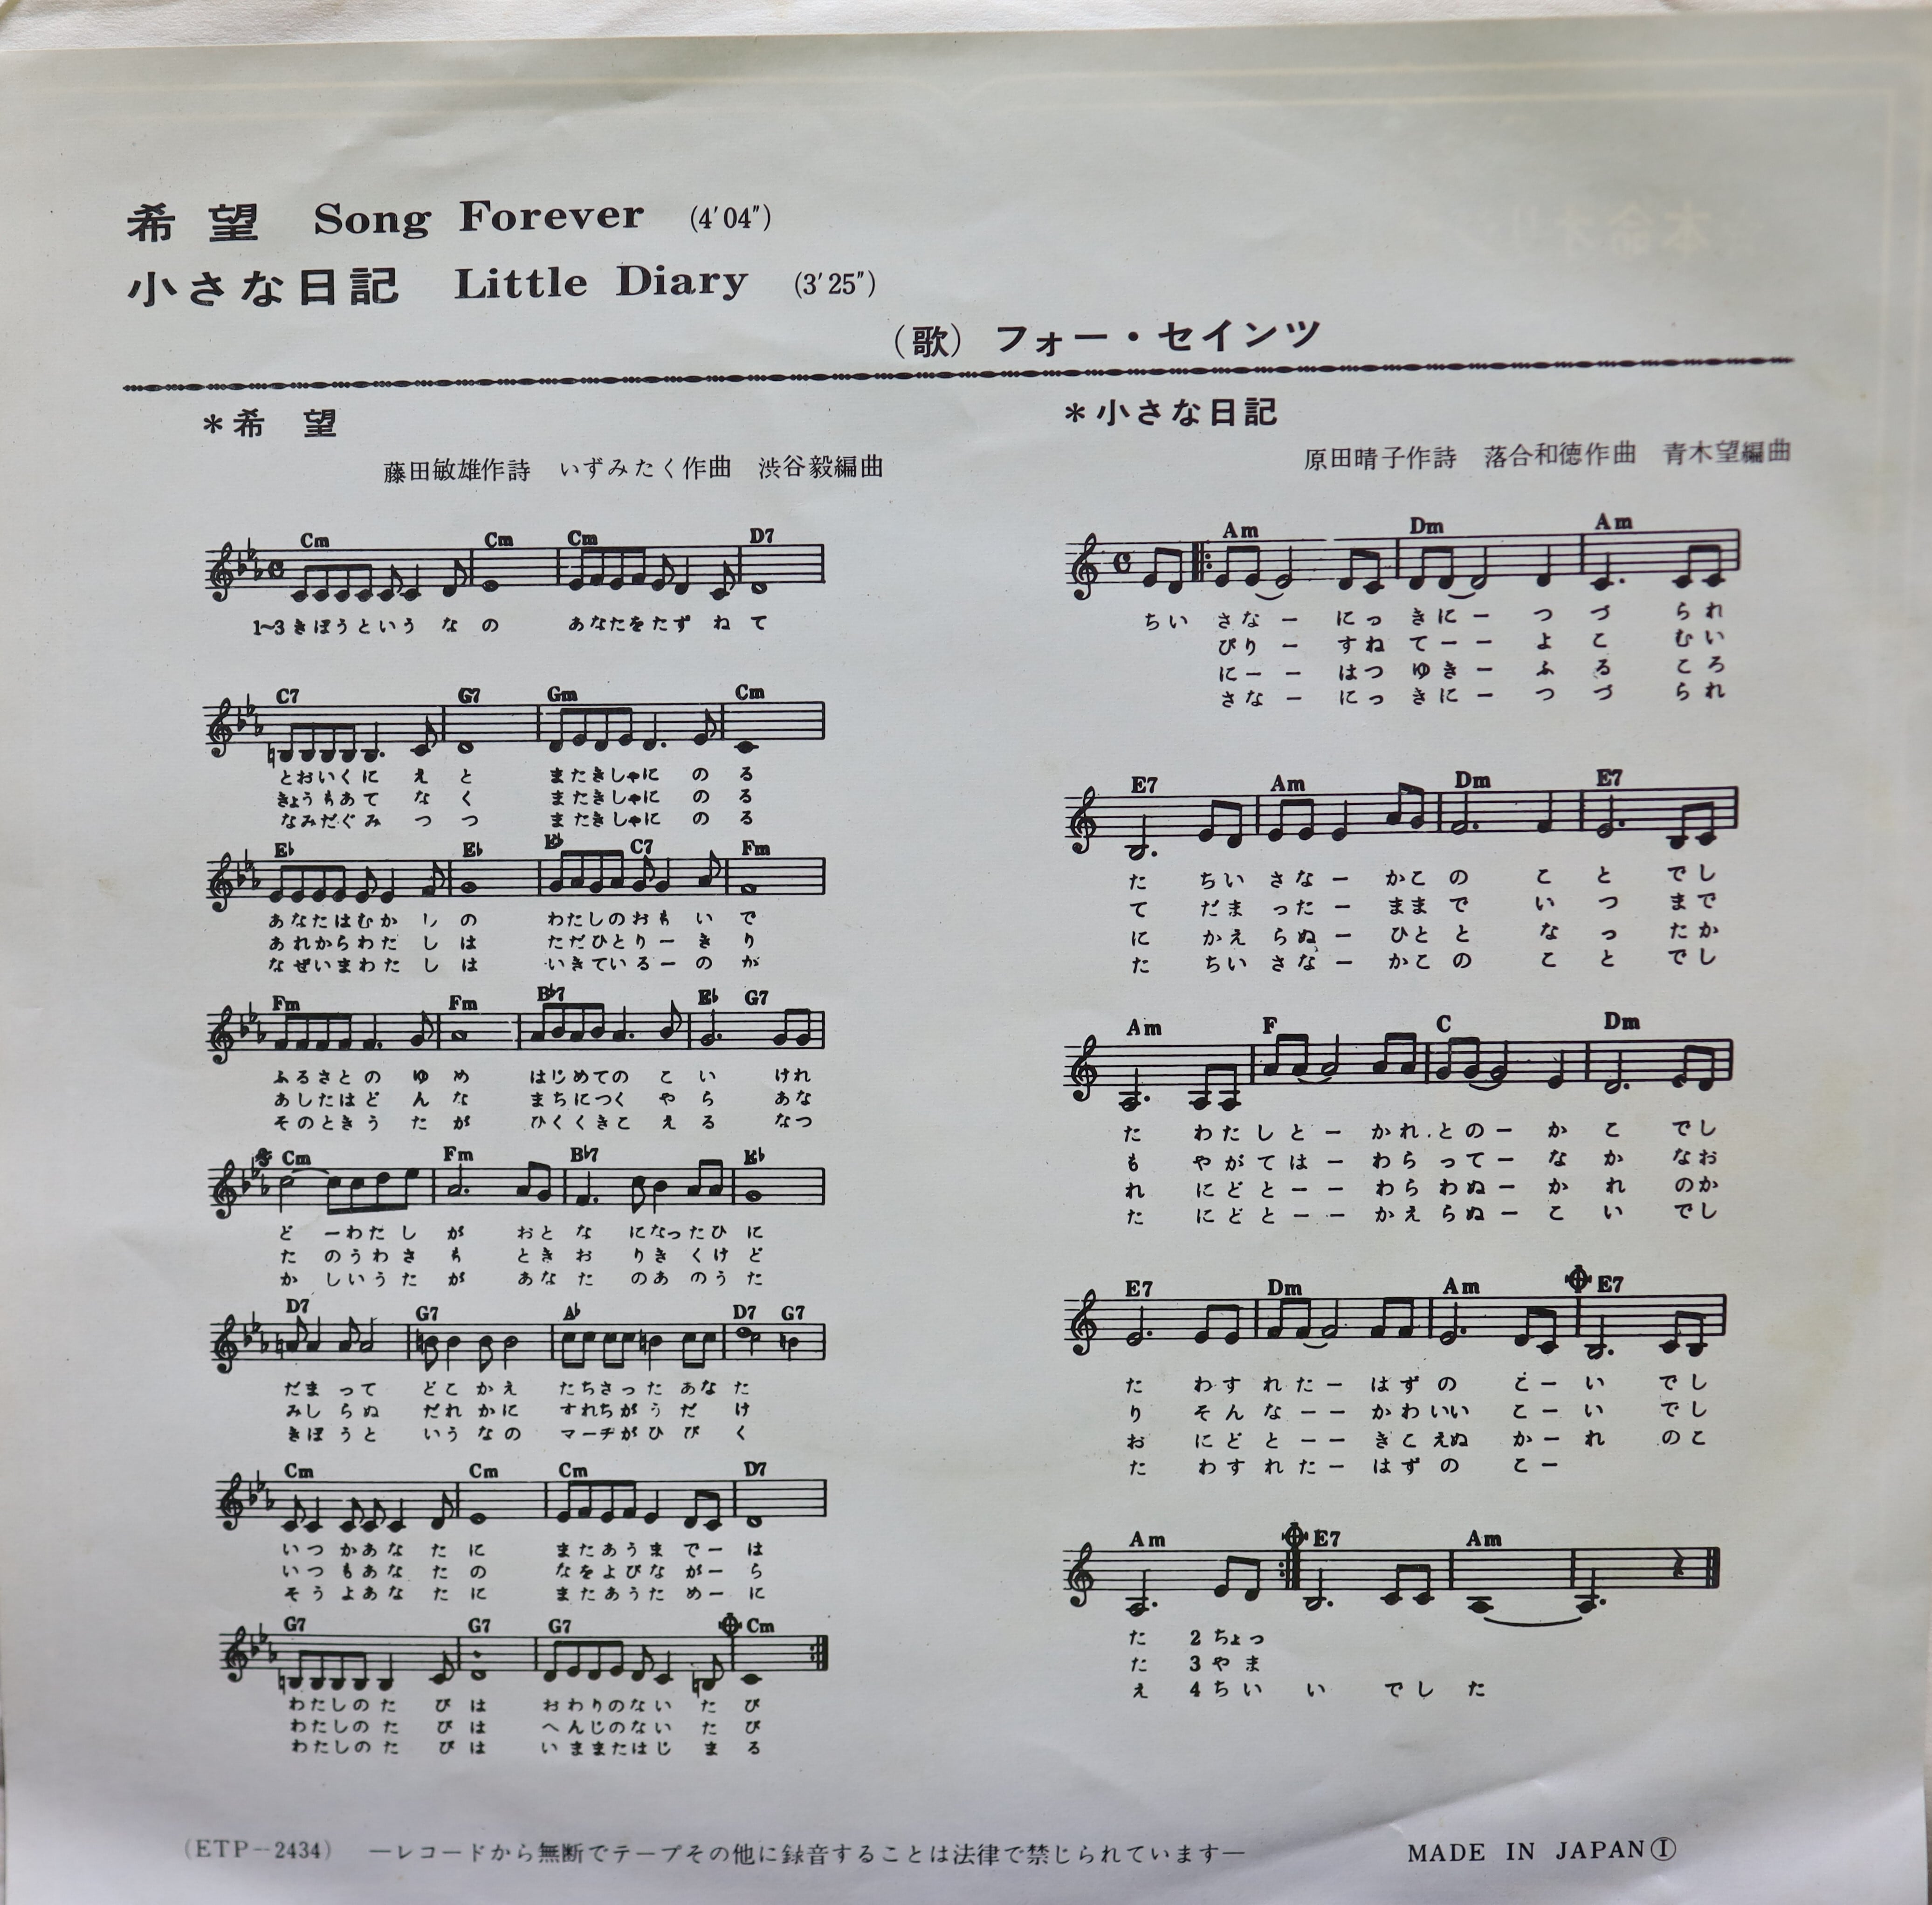 希望 Song Forever (4′04″)
小さな日記 Little Diary (3′25″)
(歌) フォー・セインツ
*希 望
藤田敏雄作詩 いずみたく作曲 渋谷毅編曲
Cm Cm Cm D7
1~3 きぼうという な の あなたをたず ね て
C7 G7 Gm Cm
とおいくに え と またきしゃに の る
きょうもあて な く またきしゃに の る
なみだぐみ つ つ またきしゃに の る
E♭ E♭ E♭ C7 Fm
あなたはむか し の わたしのおも い で
あれからわた し は ただひとりー き り
なぜいまわた し は いきているー の が
Fm Fm B♭7 E♭ G7
ふるさとの ゆ め はじめての こ い けれ
あしたはど ん な まちにつく や ら あな
そのときう た が ひくくきこ え る なつ
Cm Fm B♭7 E♭
ど ーわた し が おと な になったひ に
た のうわ さ も とき お りきくけ ど
か しいう た が あな た のあのう た
D7 G7 A♭ D7 G7
だま って どこ かえ たちさった あな た
みし らぬ だれ かに すれちがう だ け
きぼ うと いう なの マーチがひ び く
Cm Cm Cm D7
いつ かあな た に またあうま でー は
いつ もあな た の なをよびな がー ら
そう よあな た に またあうた めー に
G7 G7 G7 Cm
わたしのた び は おわりのない た び
わたしのた び は へんじのない た び
わたしのた び は いままたはじ ま る
*小さな日記
原田晴子作詩 落合和徳作曲 青木望編曲
Am Dm Am
ちい さな ー にっ きに ー つ づ られ
ぴり ー すね て ー ー よ こ むい
に ー ー はつ ゆき ー ふ る ころ
さな ー にっ きに ー つ づ られ
E7 Am Dm E7
た ちい さな ー かこ の こ と でし
て だま った ー まま で い つ まで
に かえ らぬ ー ひと と な っ たか
た ちい さな ー かこ の こ と でし
Am F C Dm
た わた しと ー かれ との ー か こ でし
も やが ては ー わら って ー な か なお
れ にど と ー ー わら わぬ ー か れ のか
た にど と ー ー かえ らぬ ー こ い でし
E7 Dm Am E7
た わす れた ー はず の こ ー い でし
り そん な ー ー かわ いい こ ー い でし
お にど と ー ー きこ えぬ か ー れ のこ
た わす れた ー はず の こ ー
Am E7 Am
た 2 ちょっ
た 3 やま
え 4 ちい い でし た
(ETP-2434) —レコードから無断でテープその他に録音することは法律で禁じられています— MADE IN JAPANⒾ